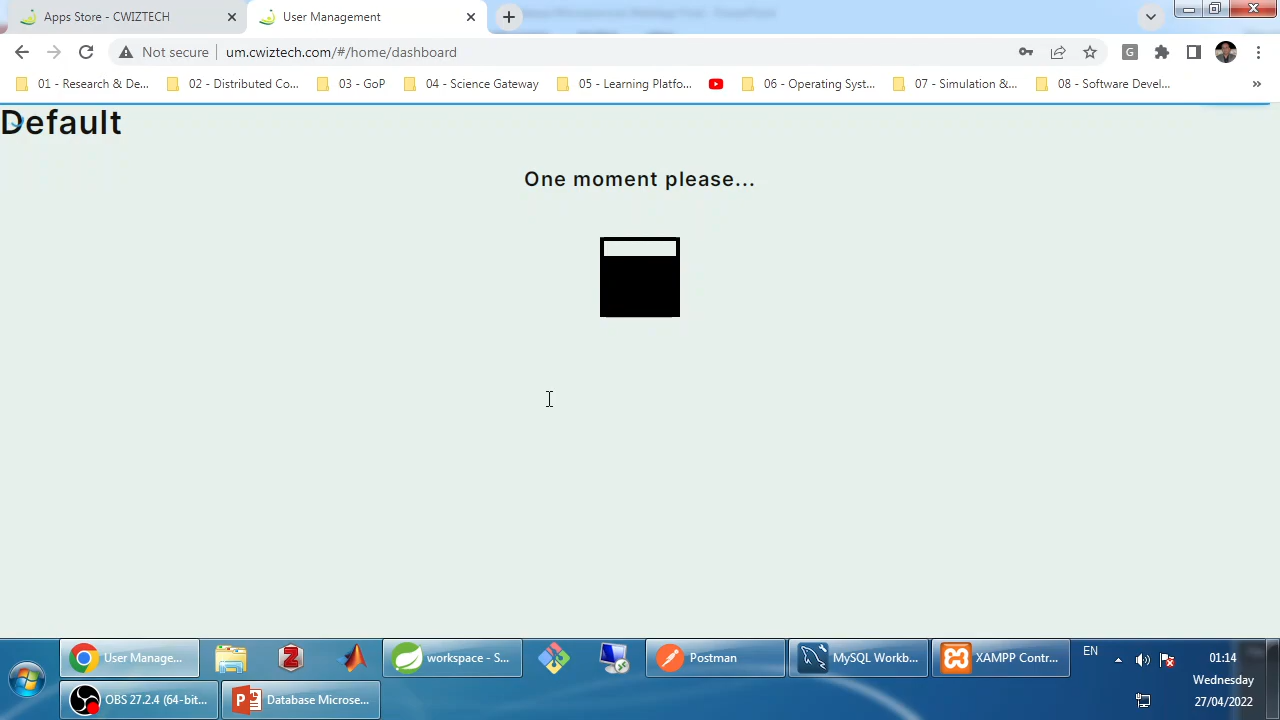 Apps Store - CWIZTECH
User Management
Not secure
um.cwiztech.com/#/home/dashboard
G
01 - Research & De...
02 - Distributed Co...
03 - GoP
04 - Science Gateway
05 - Learning Platfo...
06 - Operating Syst...
07 - Simulation &...
08 - Software Devel...
»
Default
One moment please...
User Manage...
workspace - S...
Postman
MySQL Workb...
XAMPP Contr...
EN
01:14
Wednesday
27/04/2022
OBS 27.2.4 (64-bit...
Database Microse...